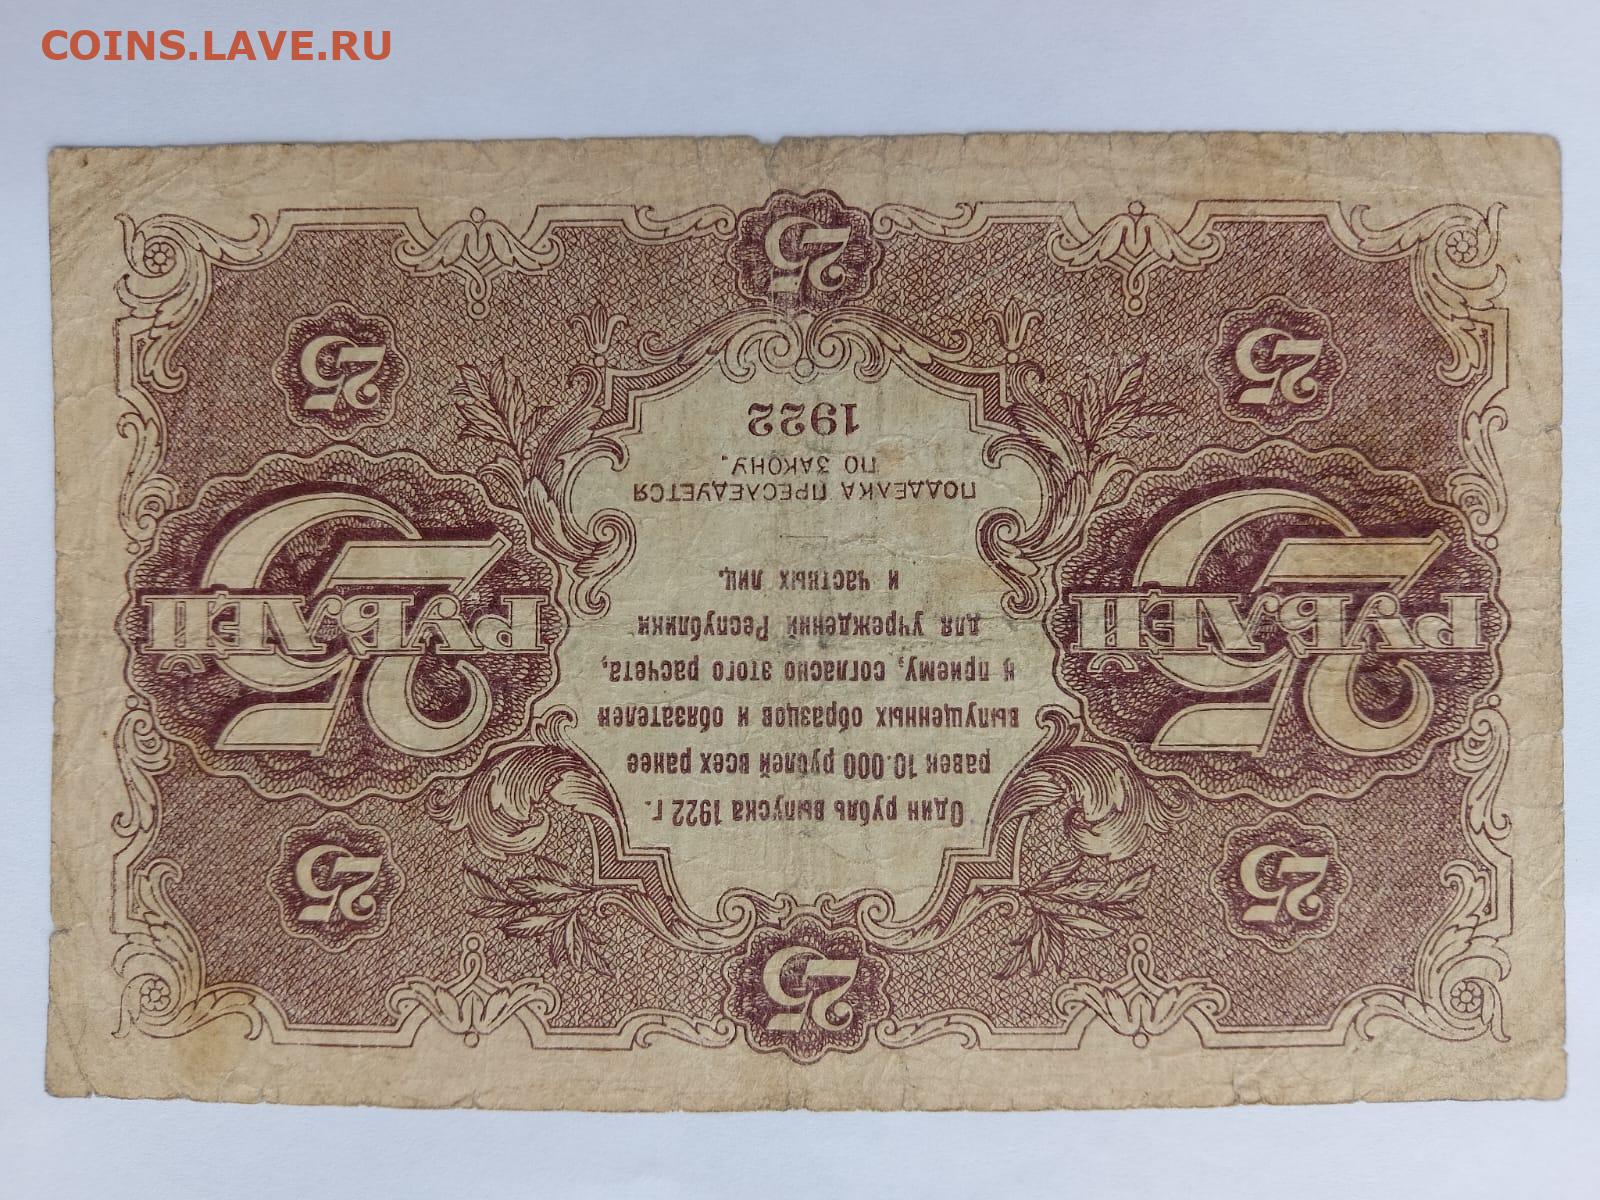 COINS.LAVE.RU
25
25
25
Один рубль выпуска 1922 г.
равен 10.000 рублей всех ранее
выпущенных образцов и обязателен
к приему, согласно этого расчета,
для учреждений Республики
и частных лиц.
25
РУБЛЕЙ
25
РУБЛЕЙ
ПОДДЕЛКА ПРЕСЛЕДУЕТСЯ
ПО ЗАКОНУ.
1922
25
25
25